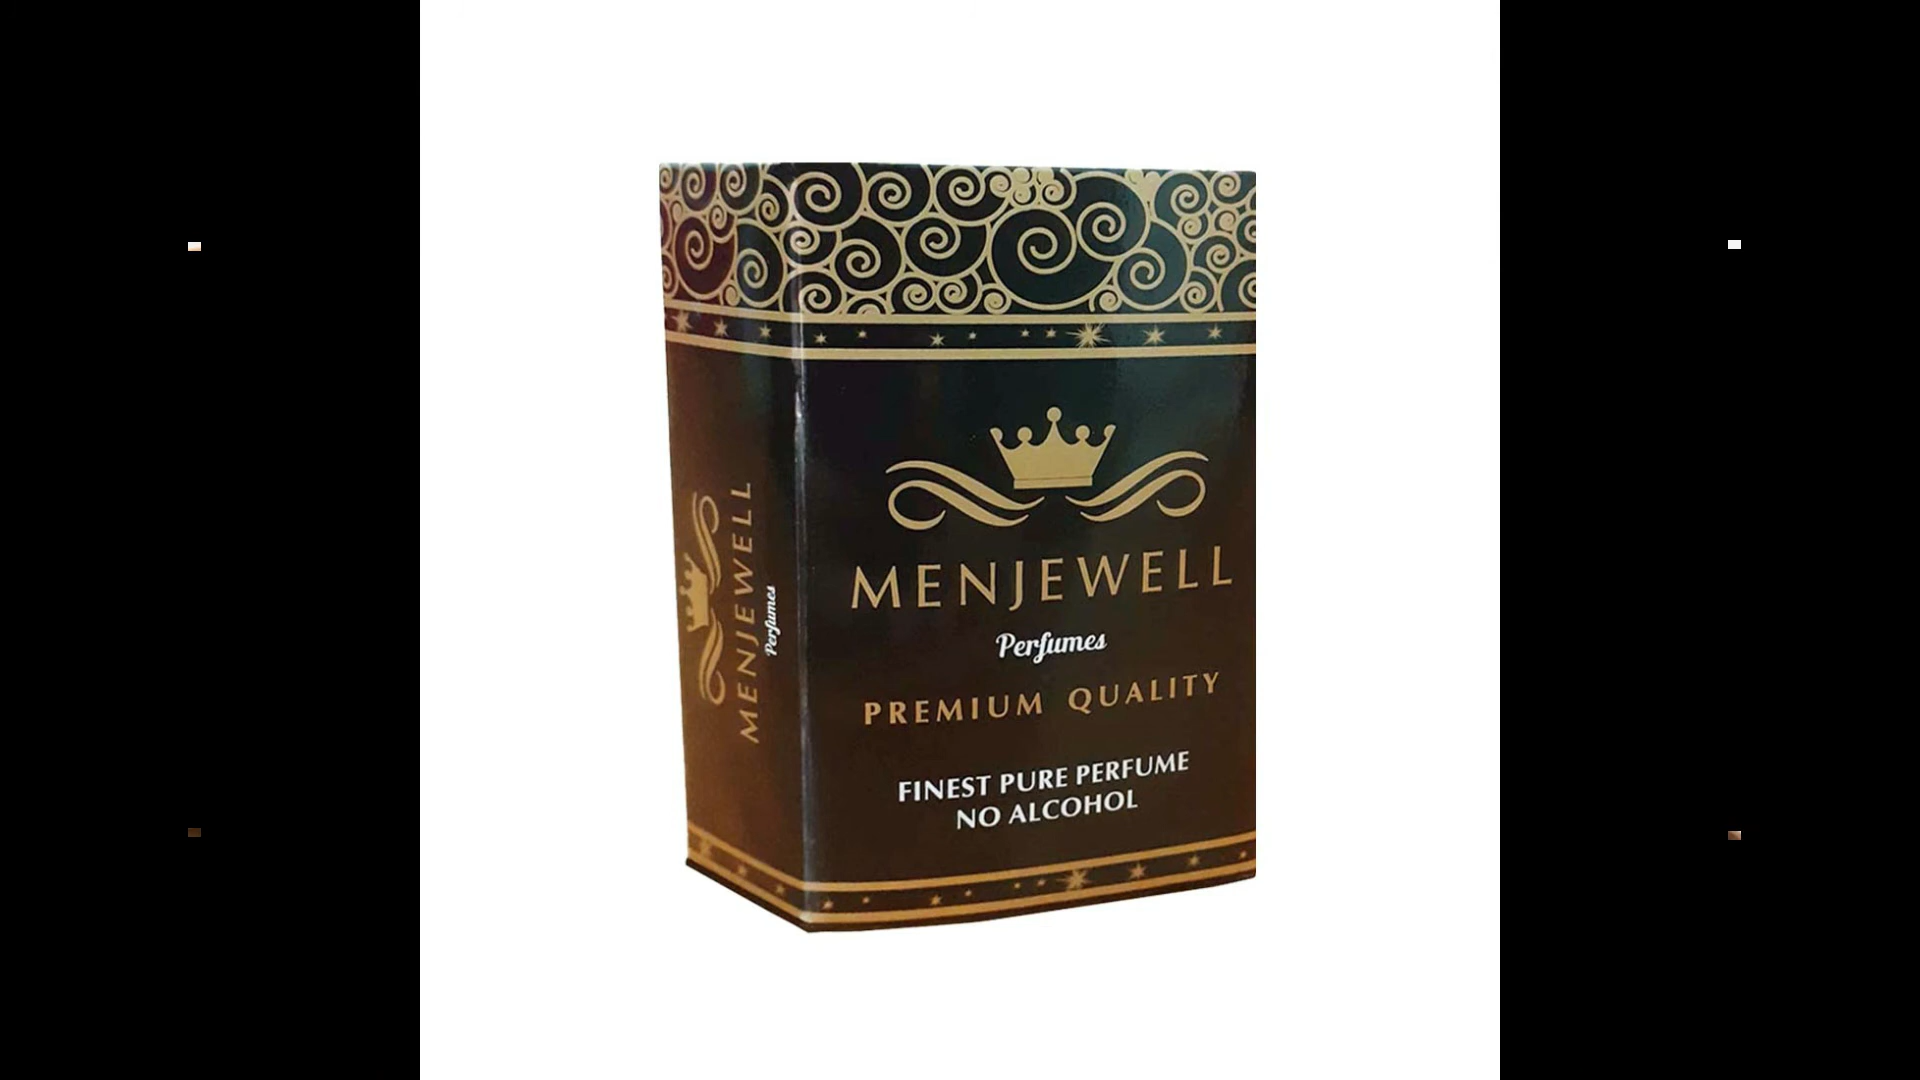 MENJEWELL
Perfumes
MENJEWELL
Perfumes
PREMIUM QUALITY
FINEST PURE PERFUME
NO ALCOHOL